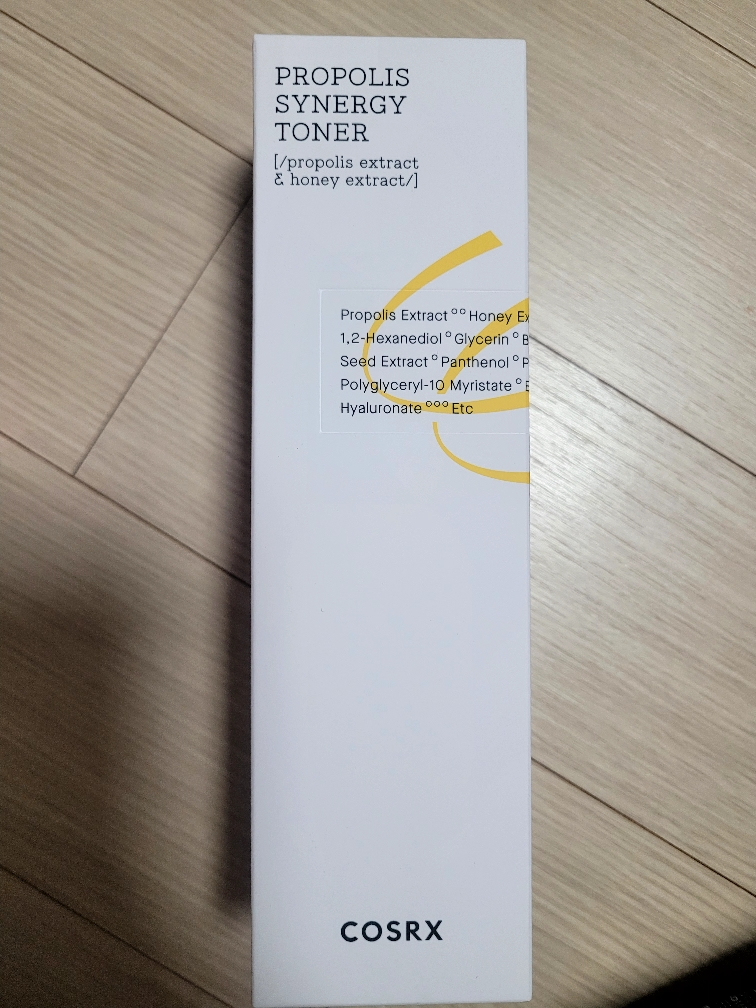 PROPOLIS
SYNERGY
TONER
[/propolis extract
& honey extract/]
Propolis Extract °° Honey
1,2-Hexanediol ° Glycerin °
Seed Extract ° Panthenol °
Polyglyceryl-10 Myristate °
Hyaluronate °°° Etc
COSRX